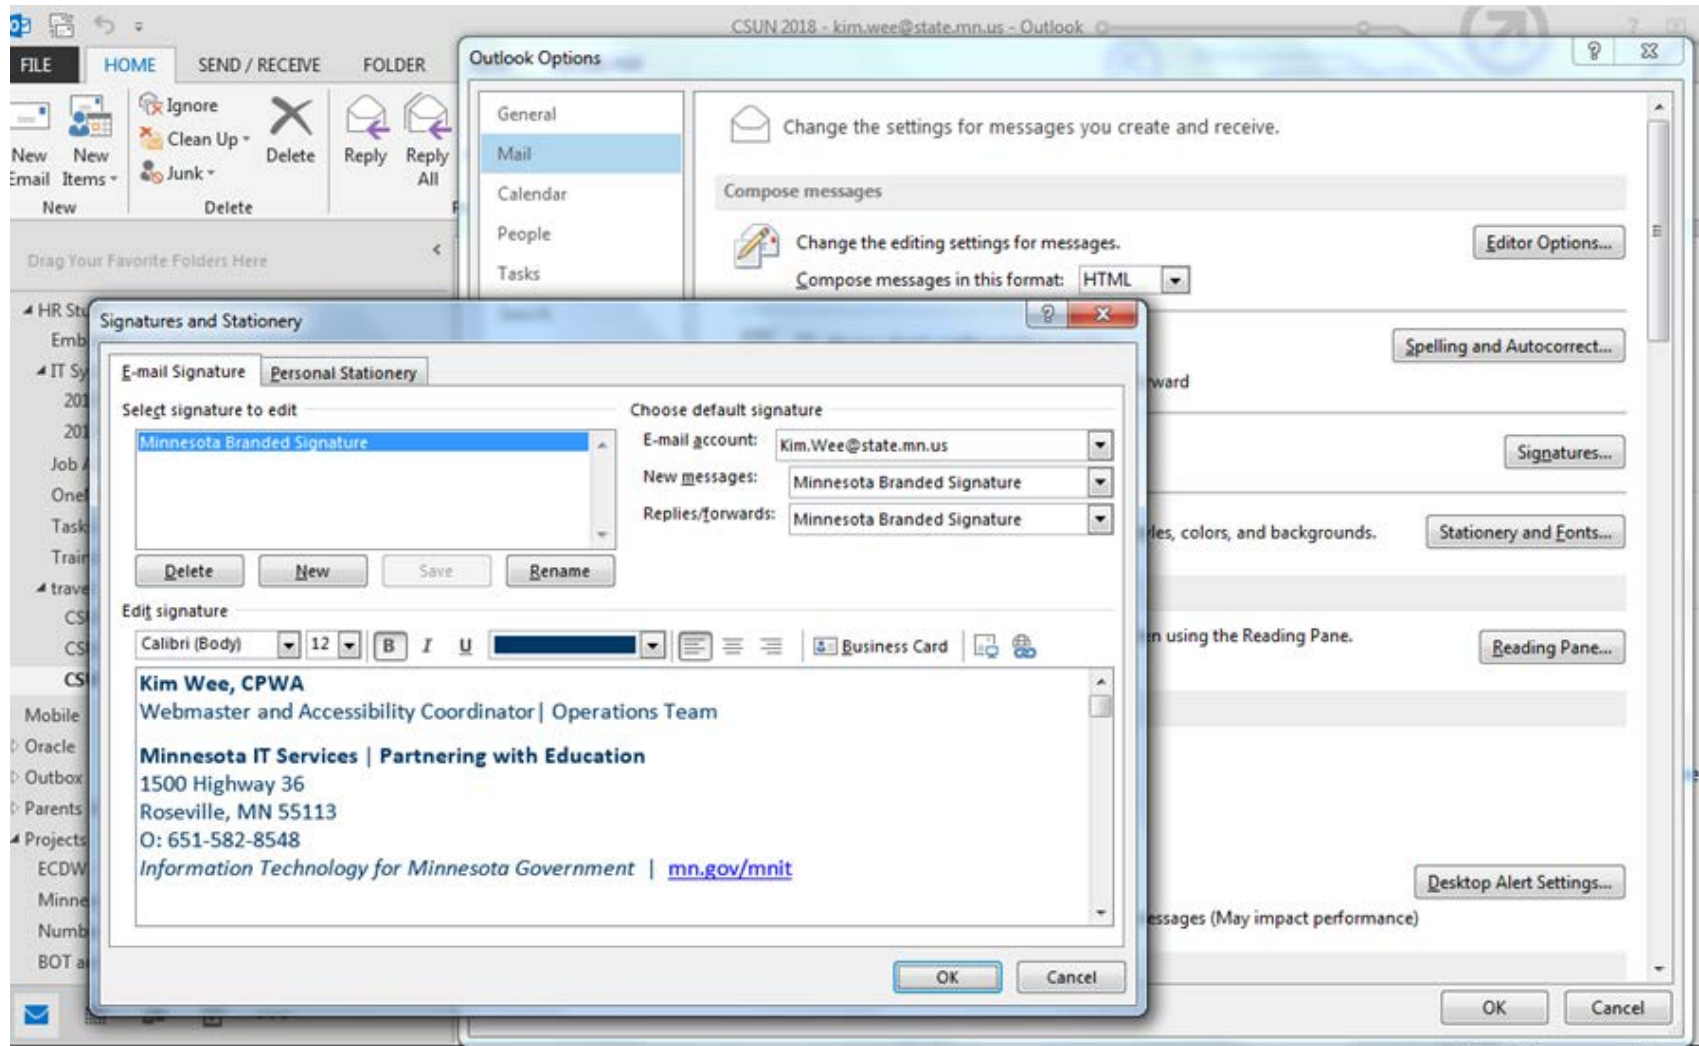 CSUN 2018 - kim.wee@state.mn.us - Outlook
FILE HOME SEND / RECEIVE FOLDER
Ignore
Clean Up
Junk
Delete
Reply
Reply All
New Email
New Items
New
Delete
Drag Your Favorite Folders Here
HR Stu
Emb
IT Sy
201
201
Job A
One
Task
Train
trave
CS
CS
CS
Mobile
Oracle
Outbox
Parents
Projects
ECDW
Minne
Numb
BOT a
Outlook Options
General
Mail
Calendar
People
Tasks
Change the settings for messages you create and receive.
Compose messages
Change the editing settings for messages.
Editor Options...
Compose messages in this format: HTML
Spelling and Autocorrect...
ward
Signatures...
les, colors, and backgrounds.
Stationery and Fonts...
n using the Reading Pane.
Reading Pane...
Desktop Alert Settings...
essages (May impact performance)
OK Cancel
Signatures and Stationery
E-mail Signature Personal Stationery
Select signature to edit
Minnesota Branded Signature
Delete New Save Rename
Choose default signature
E-mail account: Kim.Wee@state.mn.us
New messages: Minnesota Branded Signature
Replies/forwards: Minnesota Branded Signature
Edit signature
Calibri (Body) 12 B I U Business Card
Kim Wee, CPWA
Webmaster and Accessibility Coordinator| Operations Team
Minnesota IT Services | Partnering with Education
1500 Highway 36
Roseville, MN 55113
O: 651-582-8548
Information Technology for Minnesota Government | mn.gov/mnit
OK Cancel